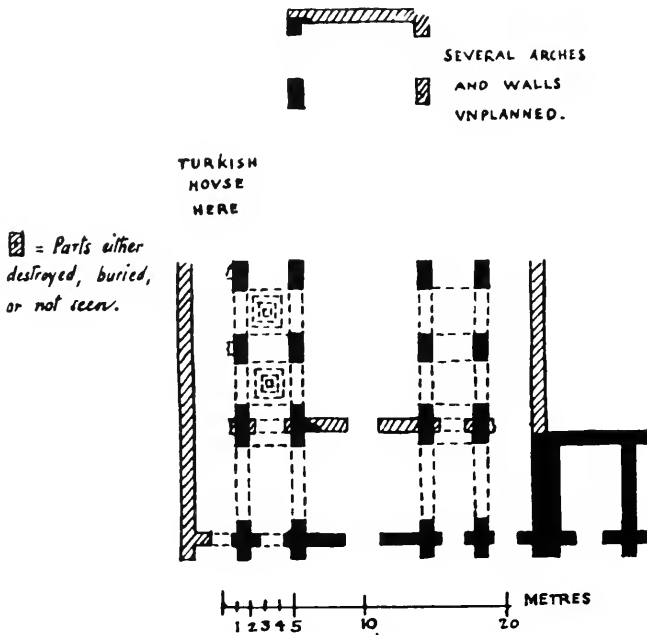 SEVERAL ARCHES
AND WALLS
VNPLANNED.
TURKISH
HOVSE
HERE
= Parts either
destroyed, buried,
or not seen.
METRES
1 2 3 4 5 10 20